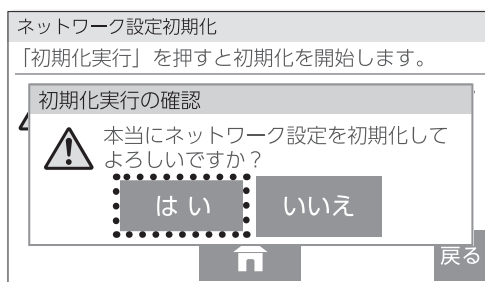 ネットワーク設定初期化
「初期化実行」を押すと初期化を開始します。
初期化実行の確認
本当にネットワーク設定を初期化して
よろしいですか？
はい
いいえ
戻る